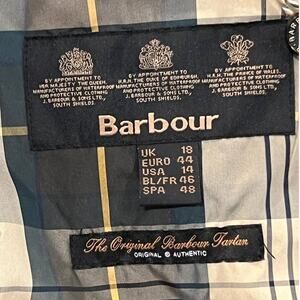 BY APPOINTMENT TO
HER MAJESTY THE QUEEN.
MANUFACTURERS OF WATERPROOF
AND PROTECTIVE CLOTHING
J. BARBOUR & SONS LTD.,
SOUTH SHIELDS.
BY APPOINTMENT TO
H.R.H. THE DUKE OF EDINBURGH,
MANUFACTURERS OF WATERPROOF
AND PROTECTIVE CLOTHING
J. BARBOUR & SONS LTD.,
SOUTH SHIELDS.
BY APPOINTMENT TO
H.R.H. THE PRINCE OF WALES,
MANUFACTURERS OF WATERPROOF
AND PROTECTIVE CLOTHING
J. BARBOUR & SONS LTD.,
SOUTH SHIELDS.
Barbour
UK 18
EURO 44
USA 14
BL/FR 46
SPA 48
The Original Barbour Tartan
ORIGINAL & AUTHENTIC